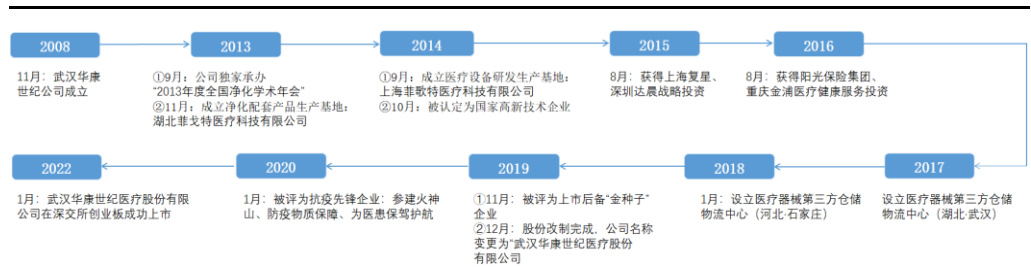 2008
11月：武汉华康
世纪公司成立
2013
①9月：公司独家承办
“2013年度全国净化学术年会”
②11月：成立净化配套产品生产基地：
湖北菲戈特医疗科技有限公司
2014
①9月：成立医疗设备研发生产基地：
上海菲歌特医疗科技有限公司
②10月：被认定为国家高新技术企业
2015
8月：获得上海复星、
深圳达晨战略投资
2016
8月：获得阳光保险集团、
重庆金浦医疗健康服务投资
2017
设立医疗器械第三方仓储
物流中心（湖北·武汉）
2018
1月：设立医疗器械第三方仓储
物流中心（河北·石家庄）
2019
①11月：被评为上市后备“金种子”
企业
②12月：股份改制完成，公司名称
变更为“武汉华康世纪医疗股份
有限公司
2020
1月：被评为抗疫先锋企业：参建火神
山、防疫物质保障、为医患保驾护航
2022
1月：武汉华康世纪医疗股份有限公
司在深交所创业板成功上市